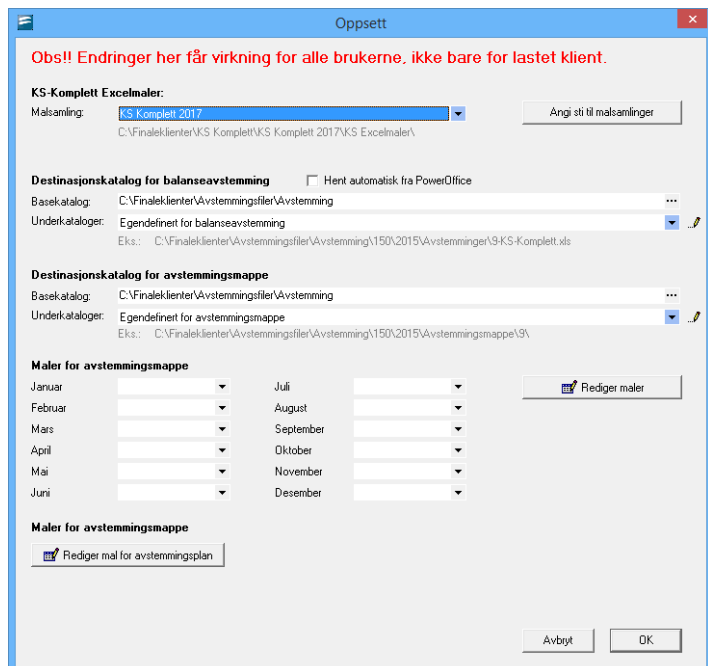 Oppsett
Obs!! Endringer her får virkning for alle brukerne, ikke bare for lastet klient.
KS-Komplett Excelmaler:
Malsamling: KS Komplett 2017 Angi sti til malsamlinger
C:\Finaleklienter\KS Komplett\KS Komplett 2017\KS Excelmaler\
Destinasjonskatalog for balanseavstemming Hent automatisk fra PowerOffice
Basekatalog: C:\Finaleklienter\Avstemmingsfiler\Avstemming ...
Underkataloger: Egendefinert for balanseavstemming
Eks.: C:\Finaleklienter\Avstemmingsfiler\Avstemming\150\2015\Avstemminger\9-KS-Komplett.xls
Destinasjonskatalog for avstemmingsmappe
Basekatalog: C:\Finaleklienter\Avstemmingsfiler\Avstemming ...
Underkataloger: Egendefinert for avstemmingsmappe
Eks.: C:\Finaleklienter\Avstemmingsfiler\Avstemming\150\2015\Avstemmingsmappe\9\
Maler for avstemmingsmappe
Januar Juli Rediger maler
Februar August
Mars September
April Oktober
Mai November
Juni Desember
Maler for avstemmingsmappe
Rediger mal for avstemmingsplan
Avbryt OK